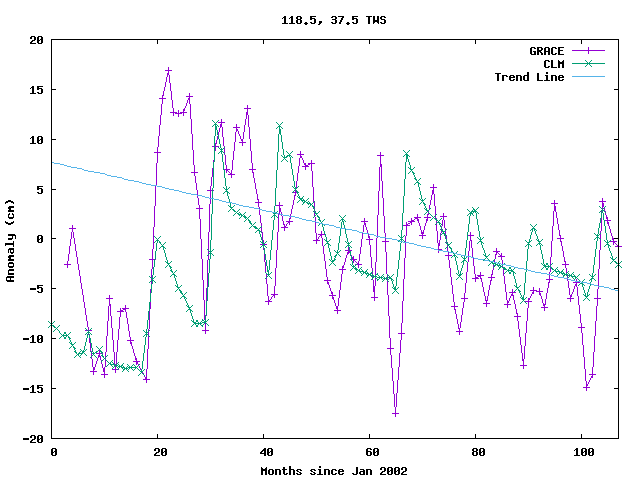 118.5, 37.5 TWS
GRACE
CLM
Trend Line
20
15
10
5
0
-5
-10
-15
-20
Anomaly (cm)
0 20 40 60 80 100
Months since Jan 2002